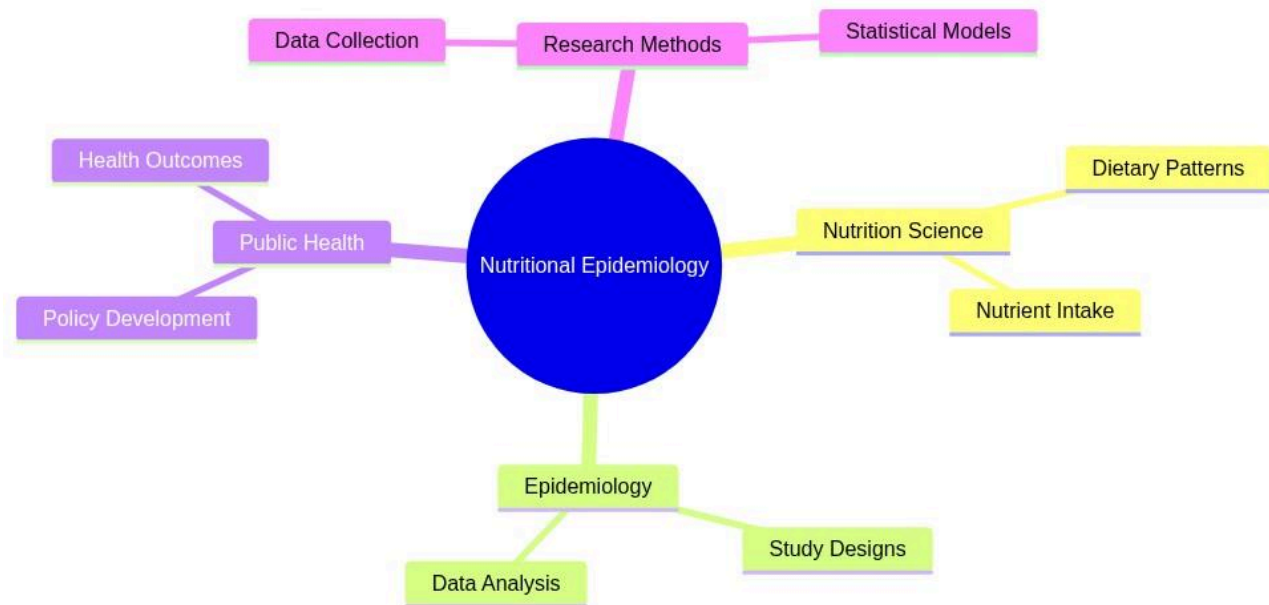 Data Collection
Research Methods
Statistical Models
Health Outcomes
Public Health
Policy Development
Nutritional Epidemiology
Dietary Patterns
Nutrition Science
Nutrient Intake
Epidemiology
Study Designs
Data Analysis